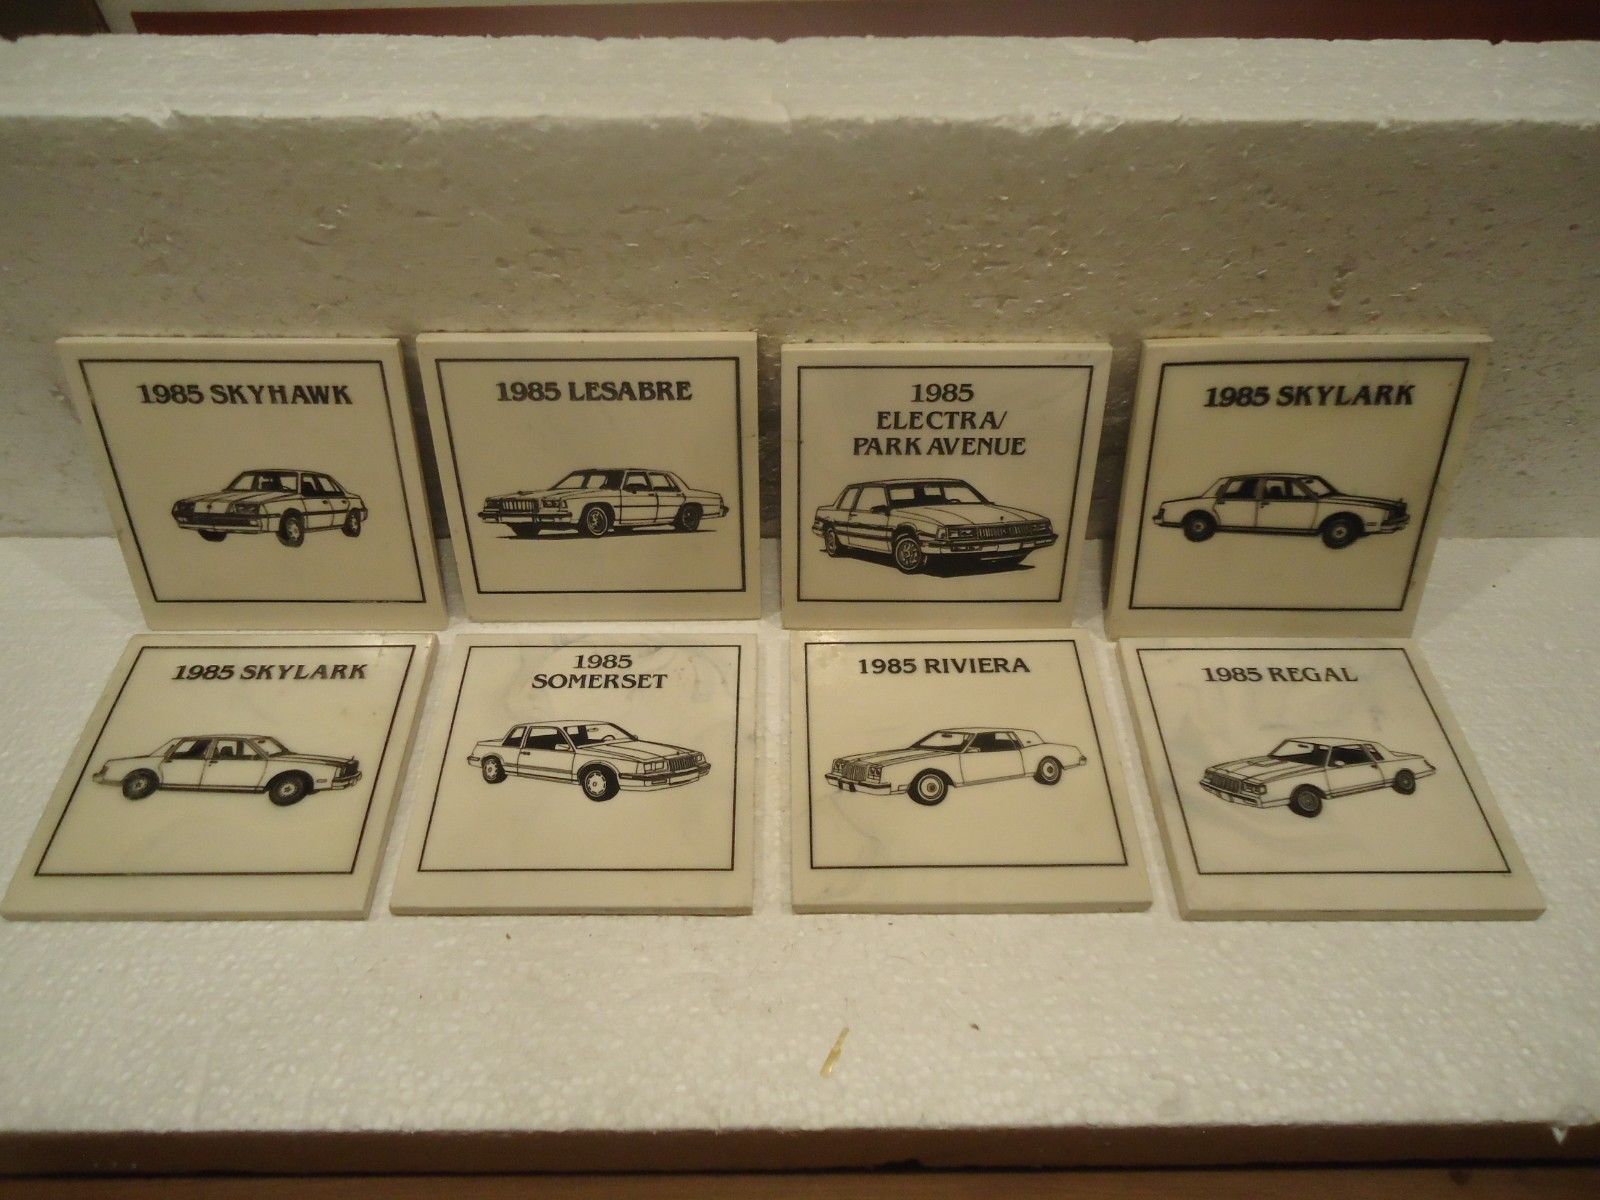 1985 SKYHAWK
1985 LESABRE
1985
ELECTRA/
PARK AVENUE
1985 SKYLARK
1985 SKYLARK
1985
SOMERSET
1985 RIVIERA
1985 REGAL